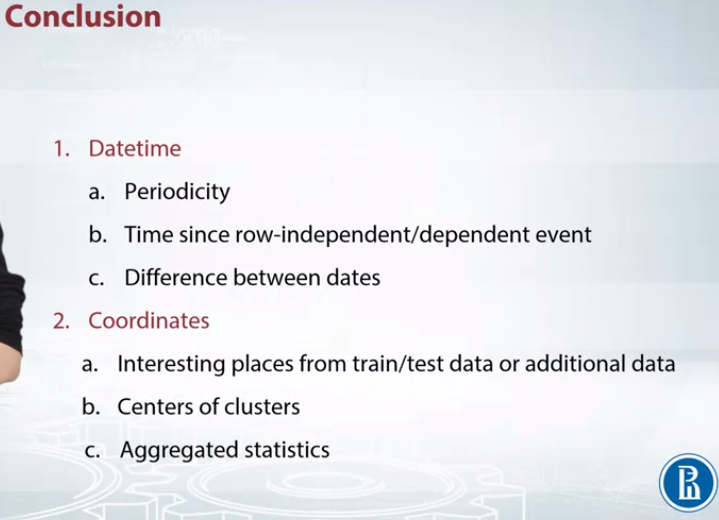 Conclusion
1. Datetime
a. Periodicity
b. Time since row-independent/dependent event
c. Difference between dates
2. Coordinates
a. Interesting places from train/test data or additional data
b. Centers of clusters
c. Aggregated statistics